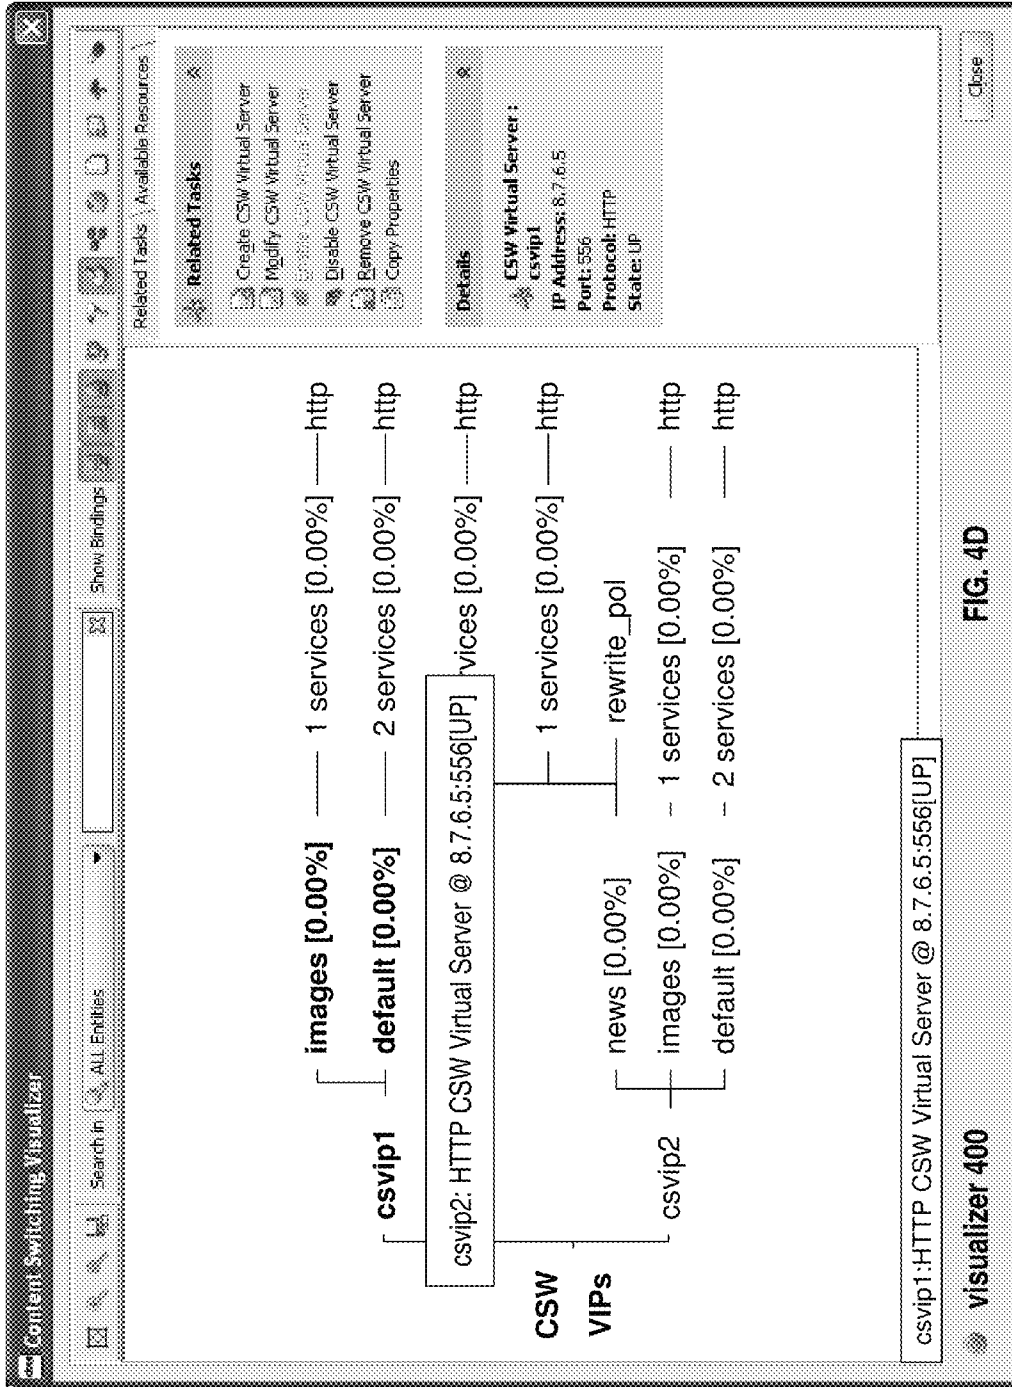 Content Switching Visualizer
Search in ALL Entities Show Bindings
Related Tasks Available Resources
Related Tasks
Create CSW Virtual Server
Modify CSW Virtual Server
Disable CSW Virtual Server
Remove CSW Virtual Server
Copy Properties
Details
CSW Virtual Server :
csvip1
IP Address: 8.7.6.5
Port: 556
Protocol: HTTP
State: UP
images [0.00%] 1 services [0.00%] http
csvip1 default [0.00%] 2 services [0.00%] http
csvip2: HTTP CSW Virtual Server @ 8.7.6.5:556[UP] rvices [0.00%] http
CSW
VIPs
1 services [0.00%] http
news [0.00%] rewrite_pol
csvip2 images [0.00%] 1 services [0.00%] http
default [0.00%] 2 services [0.00%] http
csvip1:HTTP CSW Virtual Server @ 8.7.6.5:556[UP]
Close
visualizer 400
FIG. 4D